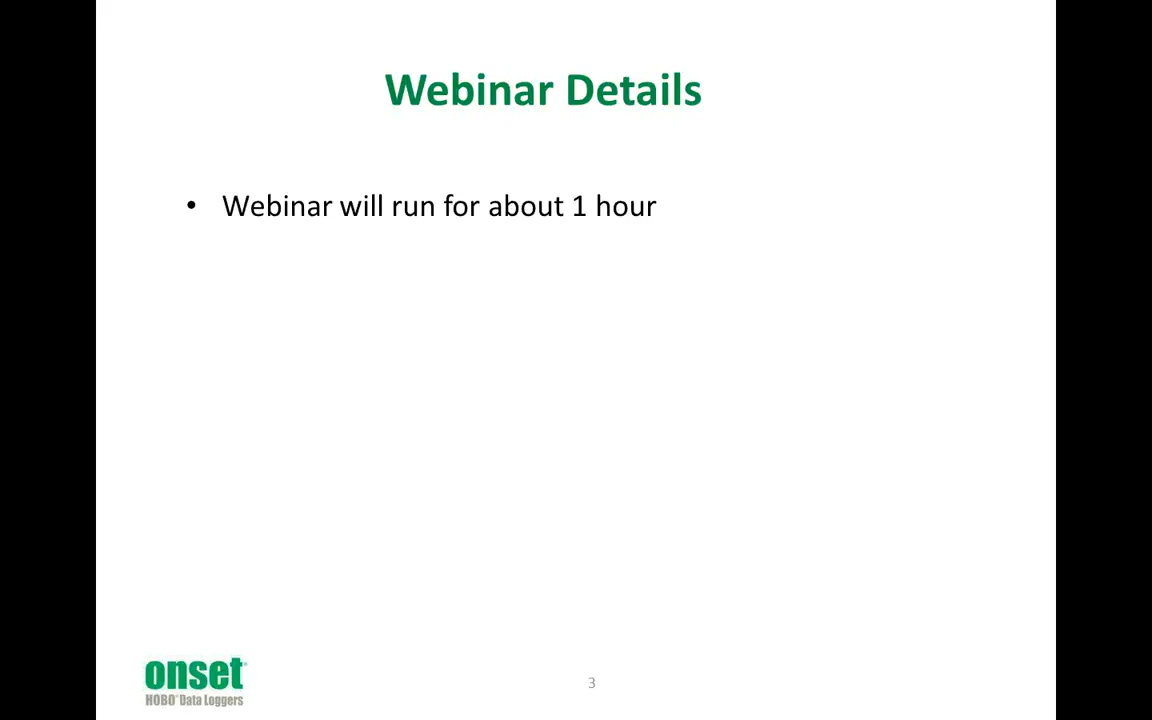 Webinar Details
• Webinar will run for about 1 hour
onset®
HOBO® Data Loggers
3